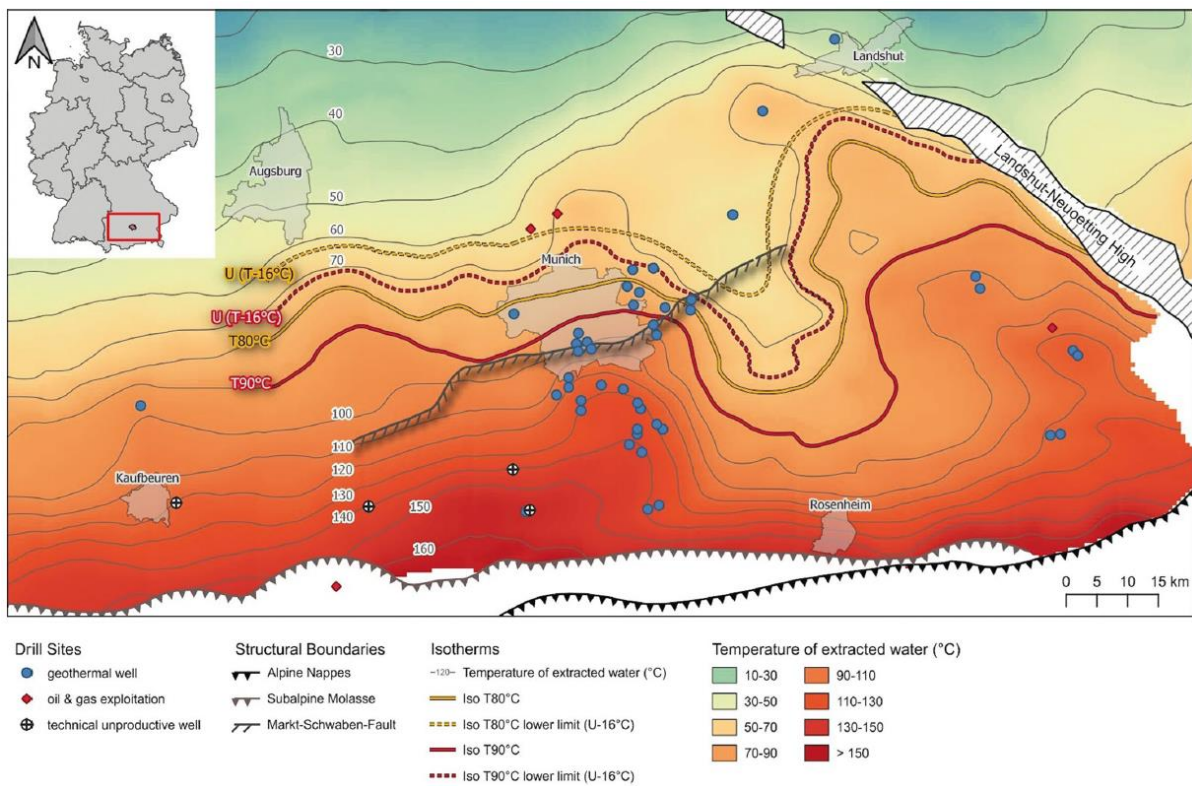 N
30
40
50
60
70
Landshut
Augsburg
Landshut-Neuoetting High
Munich
U (T-16°C)
U (T-16°C)
T80°C
T90°C
100
110
120
130
140
150
160
Kaufbeuren
Rosenheim
0 5 10 15 km
Drill Sites
geothermal well
oil & gas exploitation
technical unproductive well
Structural Boundaries
Alpine Nappes
Subalpine Molasse
Markt-Schwaben-Fault
Isotherms
-120- Temperature of extracted water (°C)
Iso T80°C
Iso T80°C lower limit (U-16°C)
Iso T90°C
Iso T90°C lower limit (U-16°C)
Temperature of extracted water (°C)
10-30
30-50
50-70
70-90
90-110
110-130
130-150
> 150